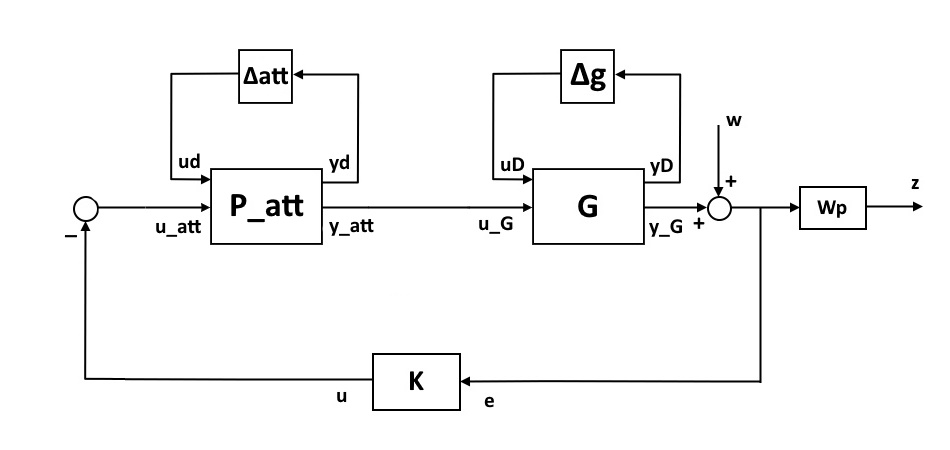 Δatt
Δg
w
ud
yd
uD
yD
+
z
P_att
G
Wp
–
u_att
y_att
u_G
y_G
+
K
u
e